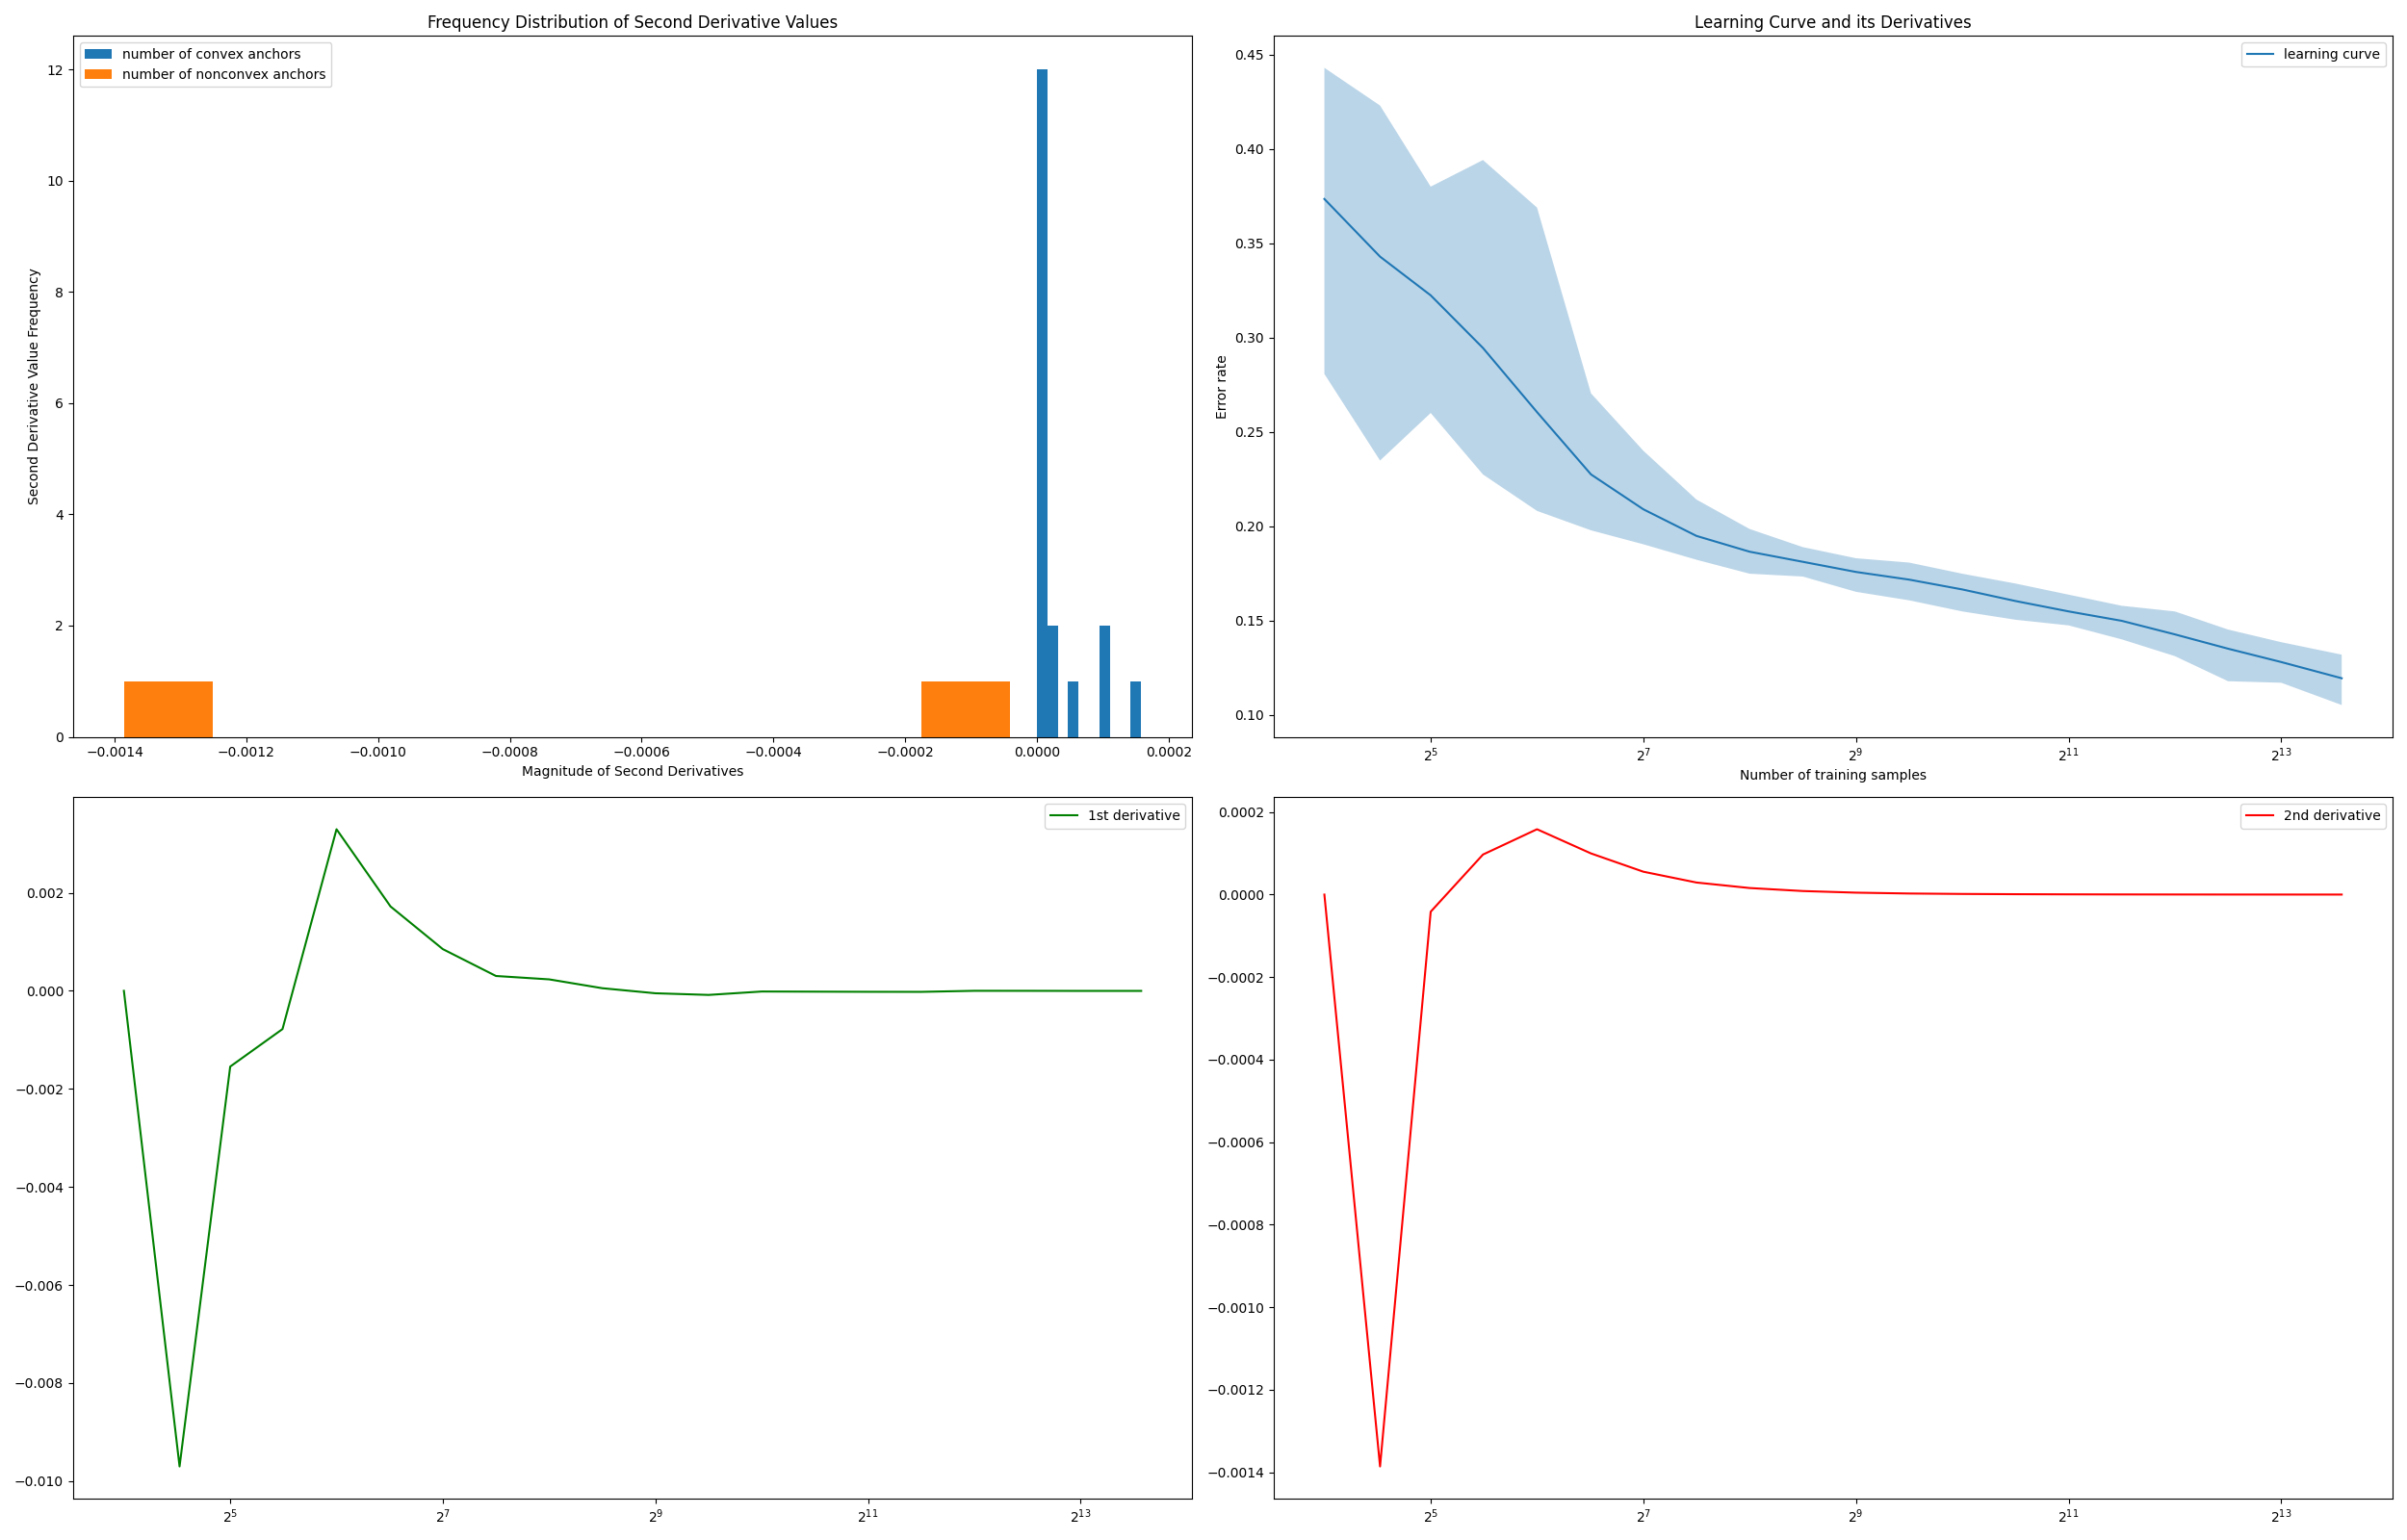 Frequency Distribution of Second Derivative Values
number of convex anchors
number of nonconvex anchors
12
10
8
6
4
2
0
Second Derivative Value Frequency
−0.0014 −0.0012 −0.0010 −0.0008 −0.0006 −0.0004 −0.0002 0.0000 0.0002
Magnitude of Second Derivatives
Learning Curve and its Derivatives
learning curve
0.45
0.40
0.35
0.30
0.25
0.20
0.15
0.10
Error rate
2^5 2^7 2^9 2^11 2^13
Number of training samples
1st derivative
0.002
0.000
−0.002
−0.004
−0.006
−0.008
−0.010
2^5 2^7 2^9 2^11 2^13
2nd derivative
0.0002
0.0000
−0.0002
−0.0004
−0.0006
−0.0008
−0.0010
−0.0012
−0.0014
2^5 2^7 2^9 2^11 2^13